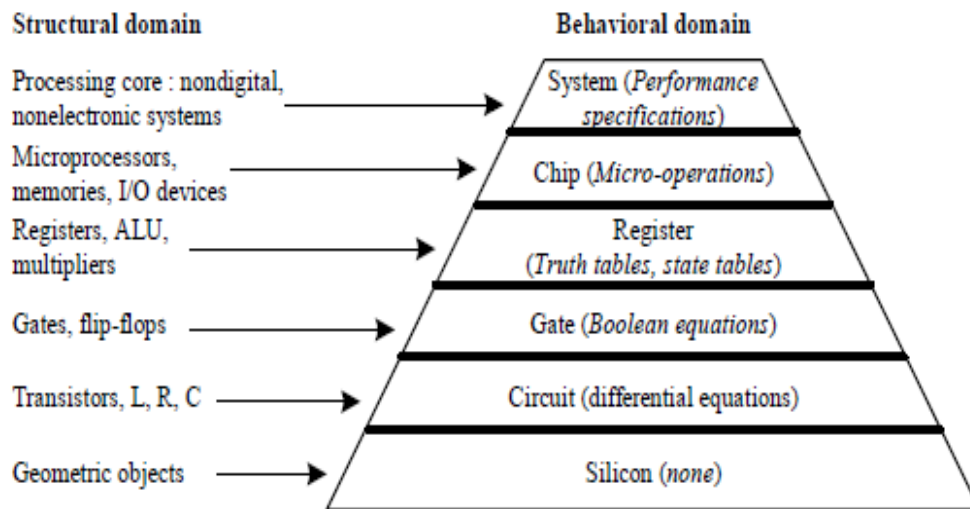 Structural domain
Behavioral domain
Processing core : nondigital,
nonelectronic systems
System (Performance
specifications)
Microprocessors,
memories, I/O devices
Chip (Micro-operations)
Registers, ALU,
multipliers
Register
(Truth tables, state tables)
Gates, flip-flops
Gate (Boolean equations)
Transistors, L, R, C
Circuit (differential equations)
Geometric objects
Silicon (none)